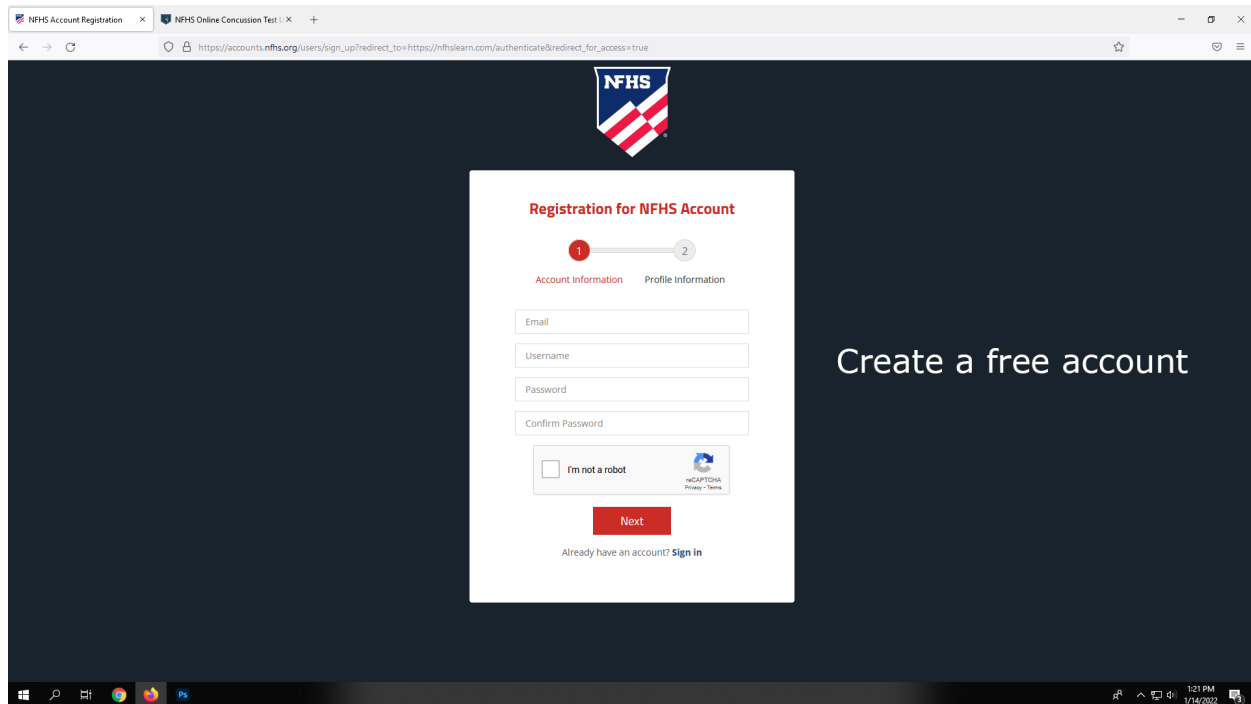 NFHS Account Registration
NFHS Online Concussion Test U
https://accounts.nfhs.org/users/sign_up?redirect_to=https://nfhslearn.com/authenticate&redirect_for_access=true
NFHS
Registration for NFHS Account
1 2
Account Information Profile Information
Email
Username
Password
Confirm Password
I'm not a robot
reCAPTCHA
Privacy - Terms
Next
Already have an account? Sign in
Create a free account
Ps
1:21 PM
1/14/2022
3